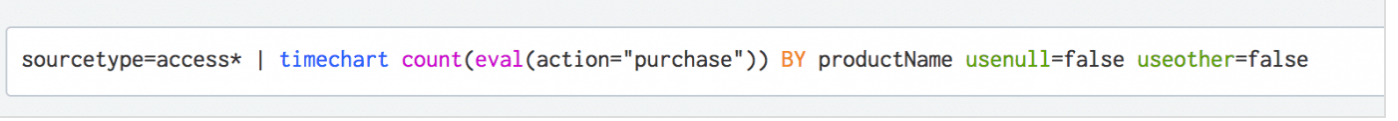 sourcetype=access* | timechart count(eval(action="purchase")) BY productName usenull=false useother=false